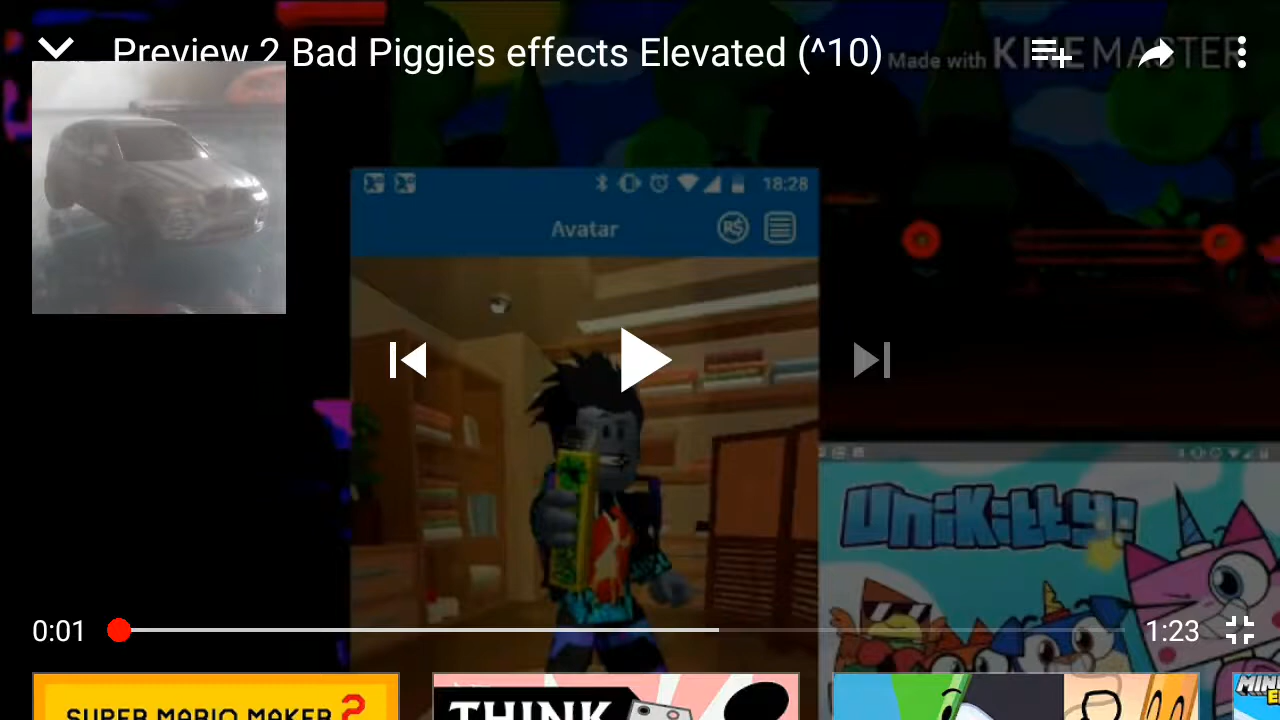 Preview 2 Bad Piggies effects Elevated (^10)
Made with KINEMASTER
18:28
Avatar
R$
UniKitty!
0:01
1:23
SUPER MARIO MAKER 2
THINK